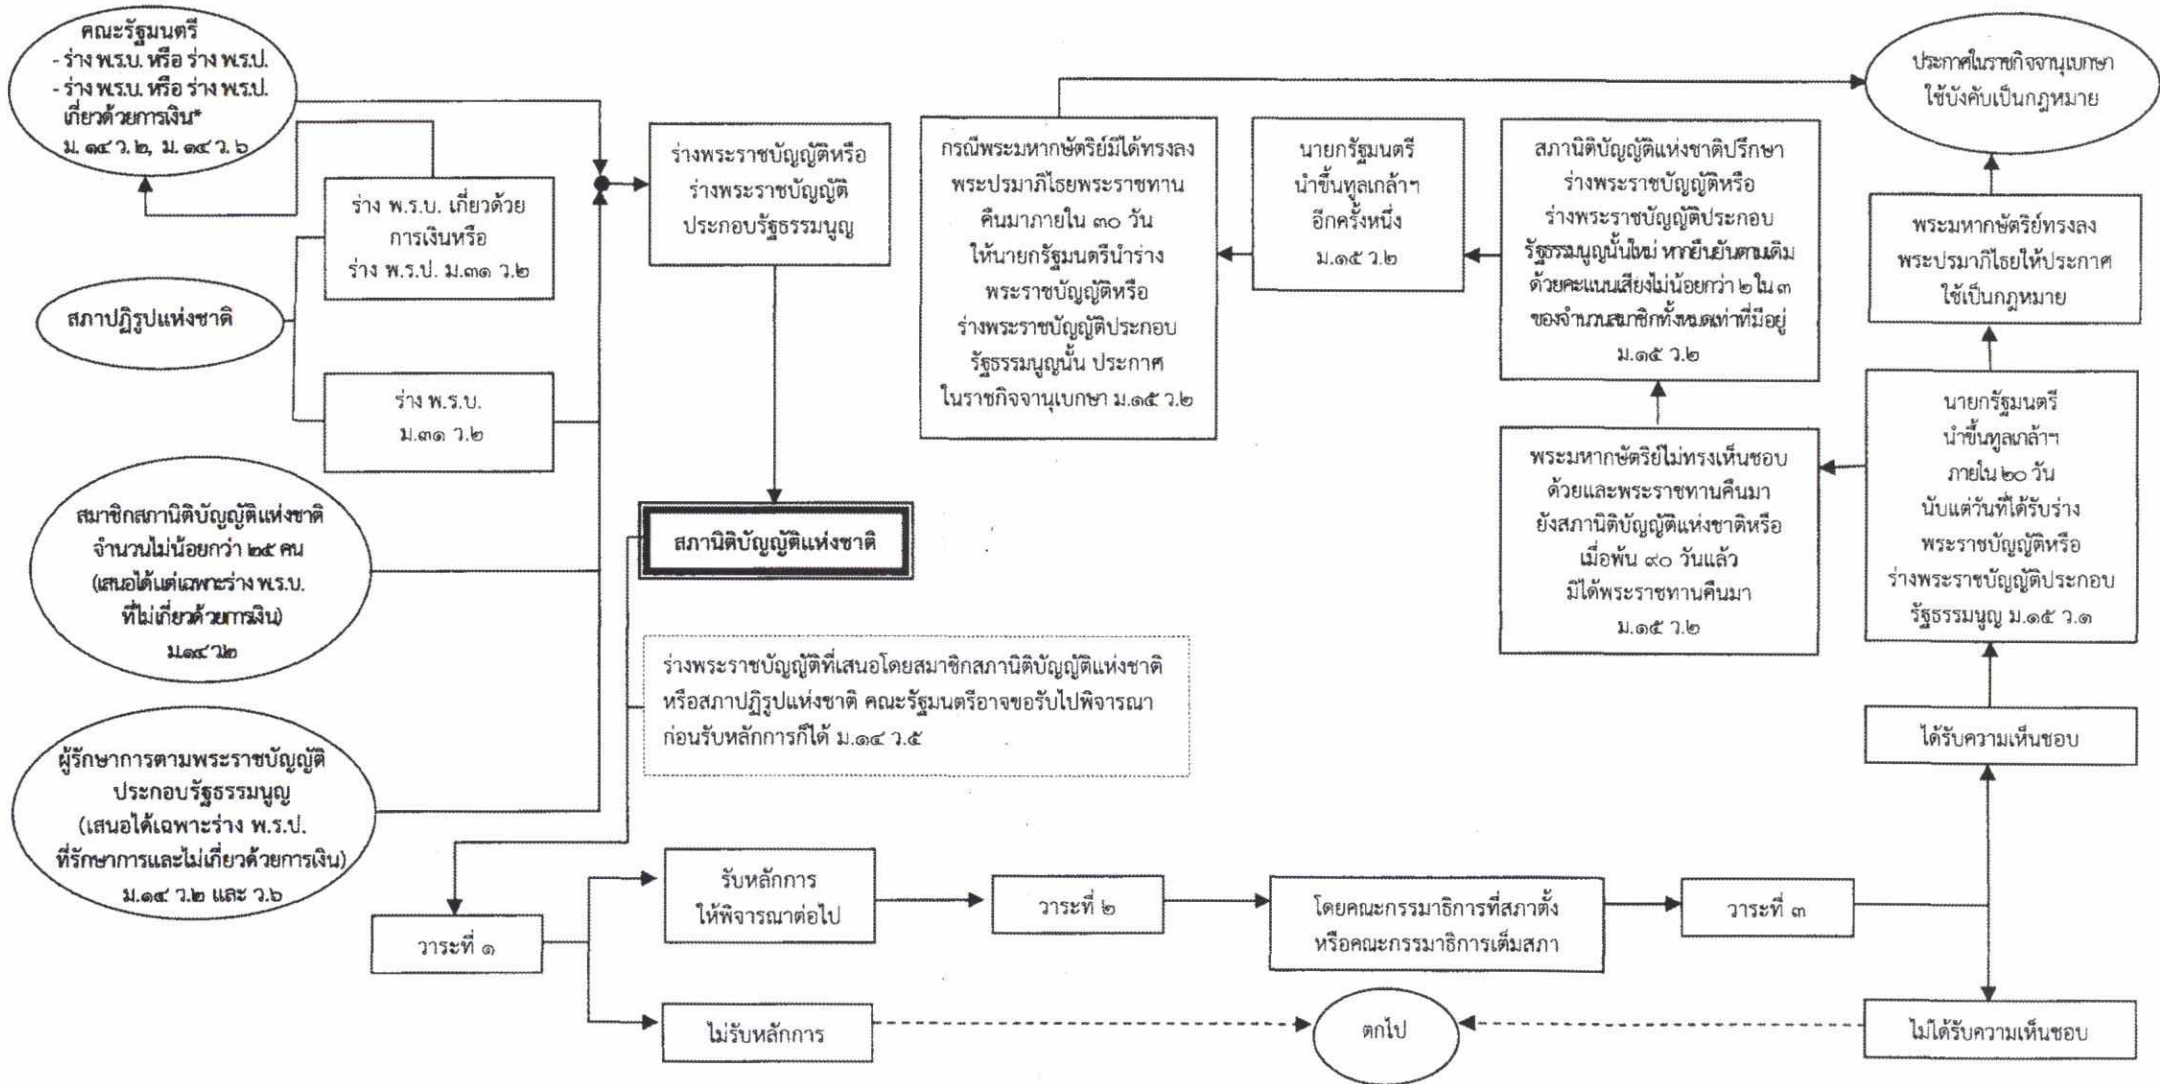 คณะรัฐมนตรี
- ร่าง พ.ร.บ. หรือ ร่าง พ.ร.ป.
- ร่าง พ.ร.บ. หรือ ร่าง พ.ร.ป.
เกี่ยวด้วยการเงิน*
ม. ๑๔ ว. ๒, ม. ๑๔ ว. ๖
ร่าง พ.ร.บ. เกี่ยวด้วย
การเงินหรือ
ร่าง พ.ร.ป. ม.๓๑ ว.๒
สภาปฏิรูปแห่งชาติ
ร่าง พ.ร.บ.
ม.๓๑ ว.๒
สมาชิกสภานิติบัญญัติแห่งชาติ
จำนวนไม่น้อยกว่า ๒๕ คน
(เสนอได้แต่เฉพาะร่าง พ.ร.บ.
ที่ไม่เกี่ยวด้วยการเงิน)
ม.๑๔ ว.๒
ผู้รักษาการตามพระราชบัญญัติ
ประกอบรัฐธรรมนูญ
(เสนอได้เฉพาะร่าง พ.ร.ป.
ที่รักษาการและไม่เกี่ยวด้วยการเงิน)
ม.๑๔ ว.๒ และ ว.๖
ร่างพระราชบัญญัติหรือ
ร่างพระราชบัญญัติ
ประกอบรัฐธรรมนูญ
สภานิติบัญญัติแห่งชาติ
ร่างพระราชบัญญัติที่เสนอโดยสมาชิกสภานิติบัญญัติแห่งชาติ
หรือสภาปฏิรูปแห่งชาติ คณะรัฐมนตรีอาจขอรับไปพิจารณา
ก่อนรับหลักการก็ได้ ม.๑๔ ว.๕
วาระที่ ๑
รับหลักการ
ให้พิจารณาต่อไป
ไม่รับหลักการ
วาระที่ ๒
โดยคณะกรรมาธิการที่สภาตั้ง
หรือคณะกรรมาธิการเต็มสภา
วาระที่ ๓
ตกไป
ไม่ได้รับความเห็นชอบ
ได้รับความเห็นชอบ
นายกรัฐมนตรี
นำขึ้นทูลเกล้าฯ
ภายใน ๒๐ วัน
นับแต่วันที่ได้รับร่าง
พระราชบัญญัติหรือ
ร่างพระราชบัญญัติประกอบ
รัฐธรรมนูญ ม.๑๕ ว.๑
พระมหากษัตริย์ทรงลง
พระปรมาภิไธยให้ประกาศ
ใช้เป็นกฎหมาย
ประกาศในราชกิจจานุเบกษา
ใช้บังคับเป็นกฎหมาย
พระมหากษัตริย์ไม่ทรงเห็นชอบ
ด้วยและพระราชทานคืนมา
ยังสภานิติบัญญัติแห่งชาติหรือ
เมื่อพ้น ๙๐ วันแล้ว
มิได้พระราชทานคืนมา
ม.๑๕ ว.๒
สภานิติบัญญัติแห่งชาติปรึกษา
ร่างพระราชบัญญัติหรือ
ร่างพระราชบัญญัติประกอบ
รัฐธรรมนูญนั้นใหม่ หากยืนยันตามเดิม
ด้วยคะแนนเสียงไม่น้อยกว่า ๒ ใน ๓
ของจำนวนสมาชิกทั้งหมดเท่าที่มีอยู่
ม.๑๕ ว.๒
นายกรัฐมนตรี
นำขึ้นทูลเกล้าฯ
อีกครั้งหนึ่ง
ม.๑๕ ว.๒
กรณีพระมหากษัตริย์มิได้ทรงลง
พระปรมาภิไธยพระราชทาน
คืนมาภายใน ๓๐ วัน
ให้นายกรัฐมนตรีนำร่าง
พระราชบัญญัติหรือ
ร่างพระราชบัญญัติประกอบ
รัฐธรรมนูญนั้น ประกาศ
ในราชกิจจานุเบกษา ม.๑๕ ว.๒